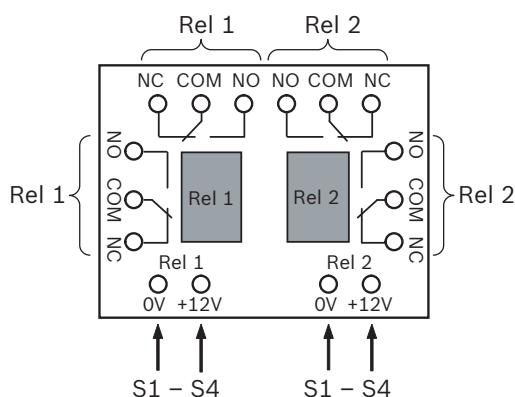 Rel 1 Rel 2
NC COM NO NO COM NC
NO
COM
NC
Rel 1
Rel 1
Rel 2
NO
COM
NC
Rel 2
Rel 1 Rel 2
0V +12V 0V +12V
S1 – S4 S1 – S4